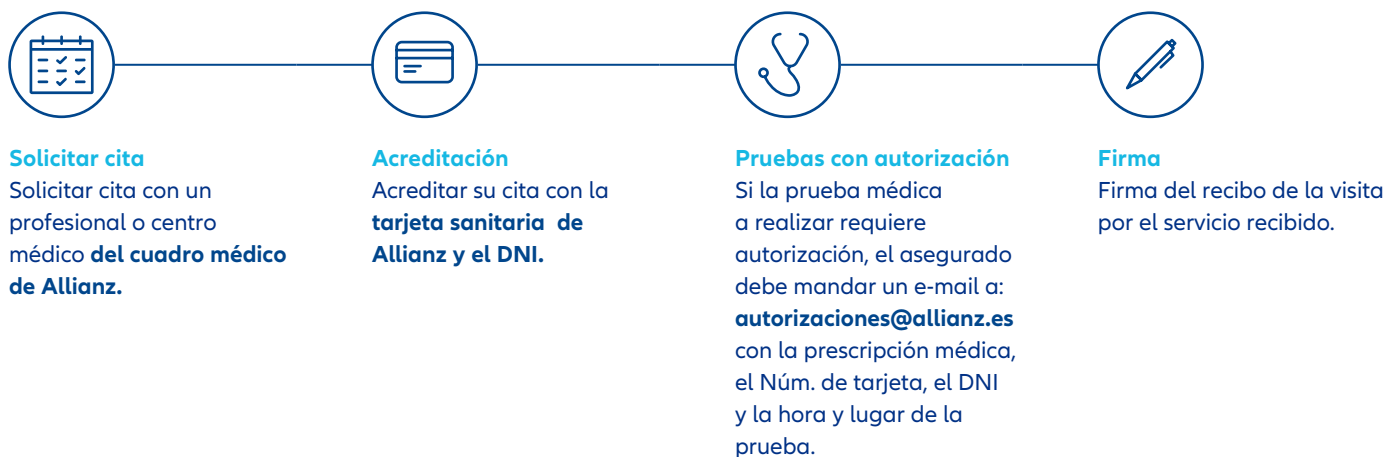 Solicitar cita
Solicitar cita con un
profesional o centro
médico del cuadro médico
de Allianz.
Acreditación
Acreditar su cita con la
tarjeta sanitaria  de
Allianz y el DNI.
Pruebas con autorización
Si la prueba médica
a realizar requiere
autorización, el asegurado
debe mandar un e-mail a:
autorizaciones@allianz.es
con la prescripción médica,
el Núm. de tarjeta, el DNI
y la hora y lugar de la
prueba.
Firma
Firma del recibo de la visita
por el servicio recibido.